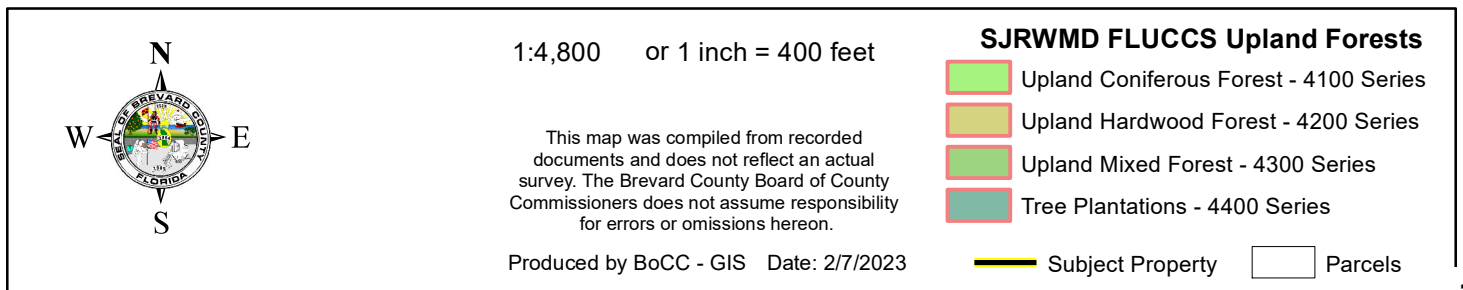 N
W
E
S
SEAL OF BREVARD COUNTY
FLORIDA
1:4,800 or 1 inch = 400 feet
This map was compiled from recorded
documents and does not reflect an actual
survey. The Brevard County Board of County
Commissioners does not assume responsibility
for errors or omissions hereon.
Produced by BoCC - GIS Date: 2/7/2023
SJRWMD FLUCCS Upland Forests
Upland Coniferous Forest - 4100 Series
Upland Hardwood Forest - 4200 Series
Upland Mixed Forest - 4300 Series
Tree Plantations - 4400 Series
Subject Property
Parcels